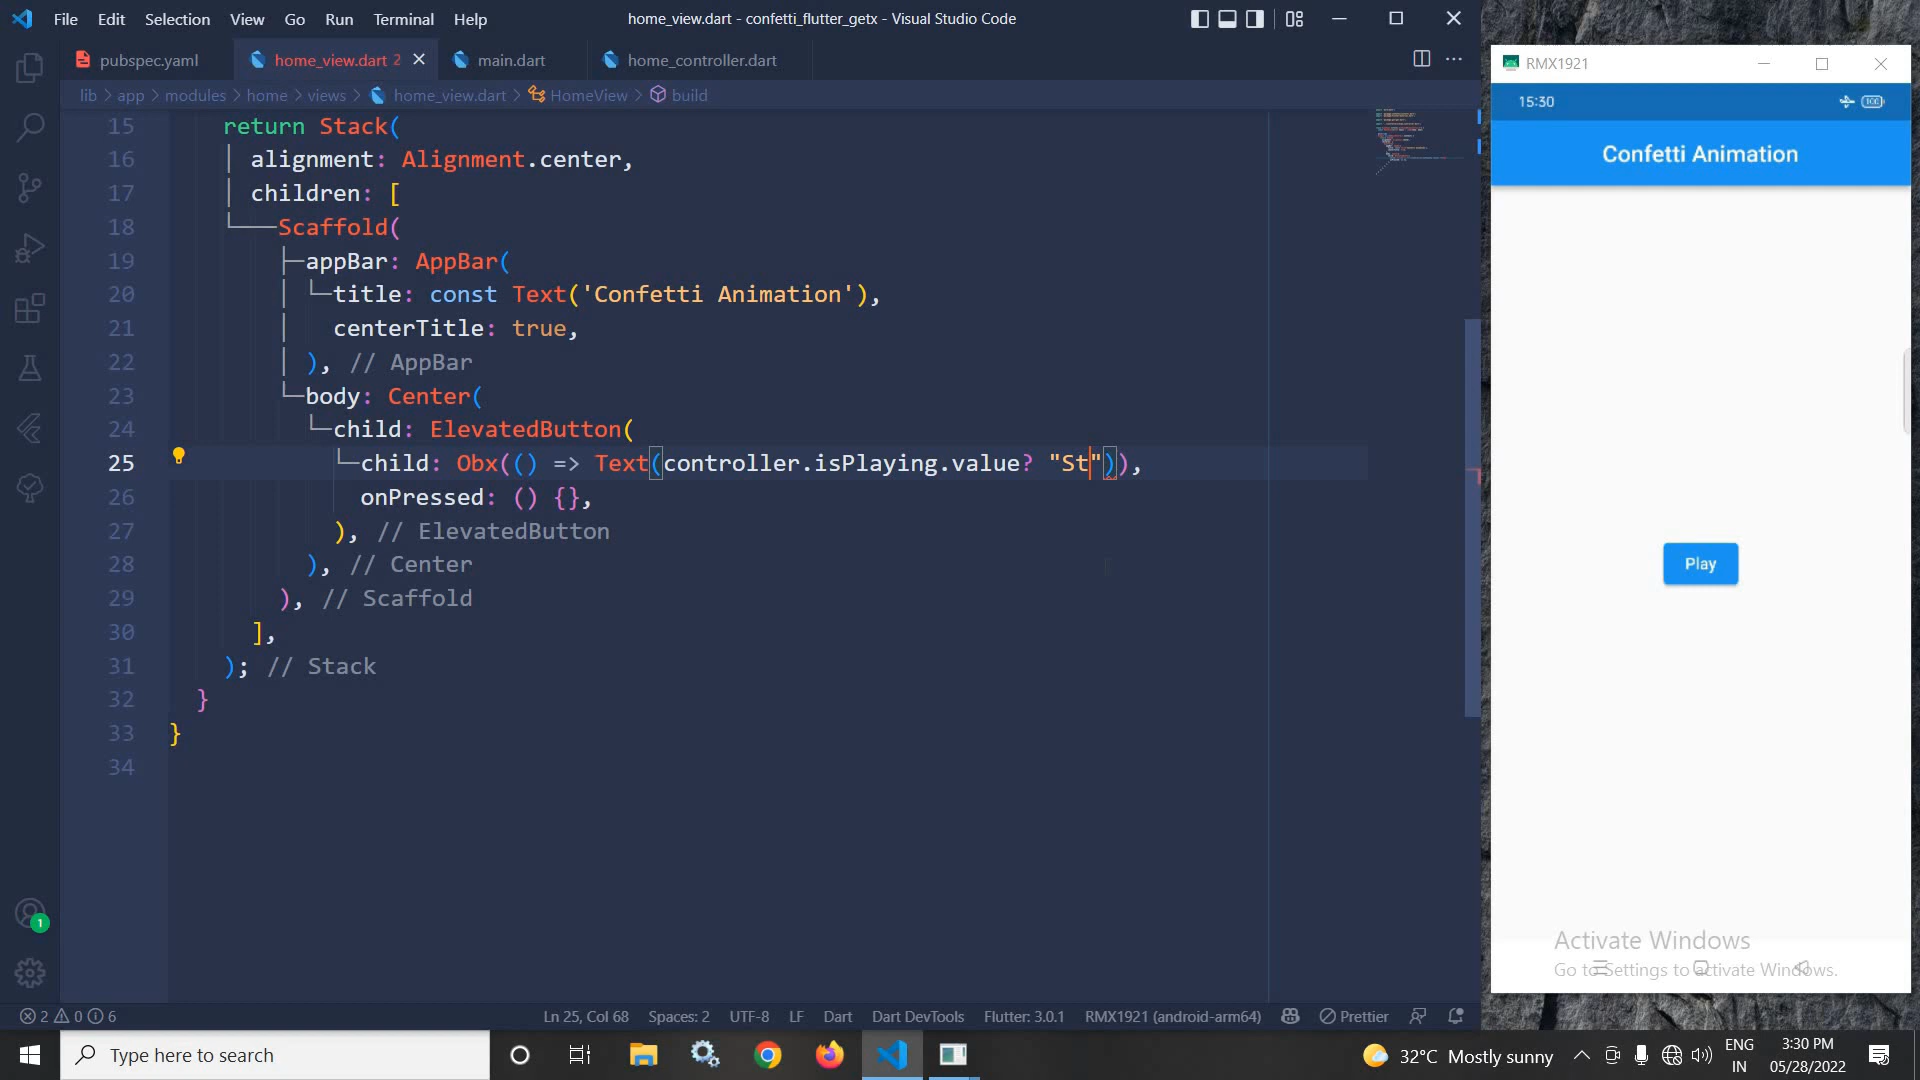 File Edit Selection View Go Run Terminal Help
home_view.dart - confetti_flutter_getx - Visual Studio Code
pubspec.yaml
home_view.dart 2
main.dart
home_controller.dart
lib > app > modules > home > views > home_view.dart > HomeView > build
15 return Stack(
16 alignment: Alignment.center,
17 children: [
18 Scaffold(
19 appBar: AppBar(
20 title: const Text('Confetti Animation'),
21 centerTitle: true,
22 ), // AppBar
23 body: Center(
24 child: ElevatedButton(
25 child: Obx(() => Text(controller.isPlaying.value? "St")),
26 onPressed: () {},
27 ), // ElevatedButton
28 ), // Center
29 ), // Scaffold
30 ],
31 ); // Stack
32 }
33 }
34
1
2 0 6
Ln 25, Col 68 Spaces: 2 UTF-8 LF Dart Dart DevTools Flutter: 3.0.1 RMX1921 (android-arm64) Prettier
RMX1921
15:30
100
Confetti Animation
Play
Activate Windows
Go to Settings to activate Windows.
Type here to search
32°C Mostly sunny
ENG
IN
3:30 PM
05/28/2022